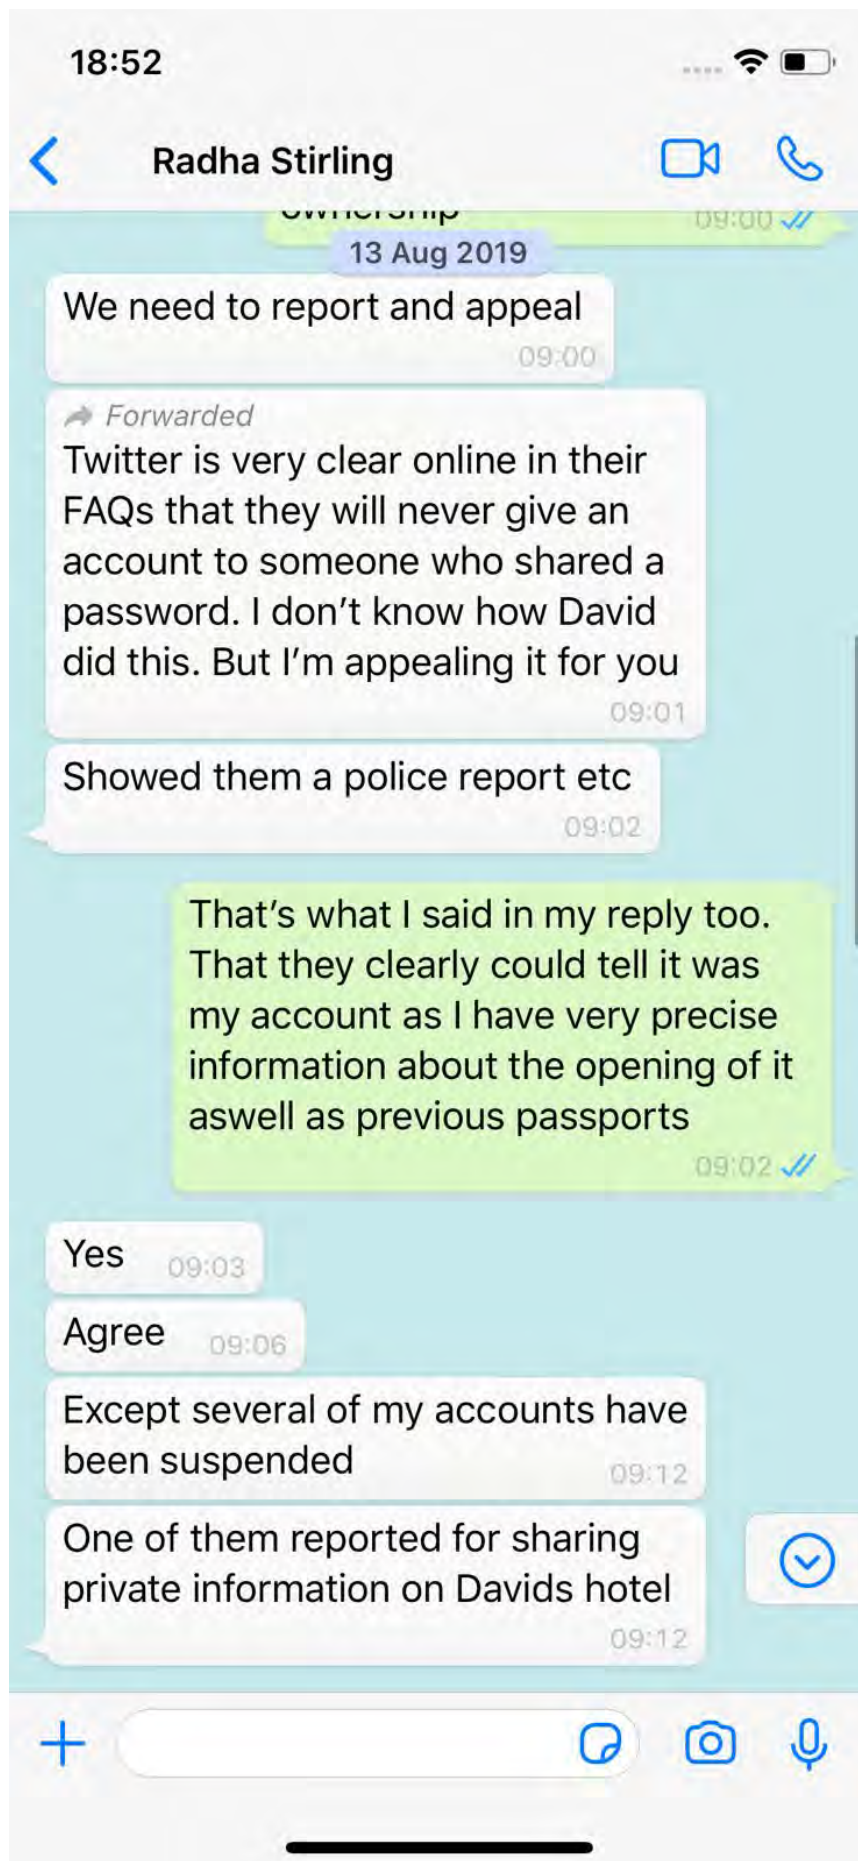 18:52
Radha Stirling
ownership
09:00
13 Aug 2019
We need to report and appeal
09:00
Forwarded
Twitter is very clear online in their
FAQs that they will never give an
account to someone who shared a
password. I don't know how David
did this. But I'm appealing it for you
09:01
Showed them a police report etc
09:02
That's what I said in my reply too.
That they clearly could tell it was
my account as I have very precise
information about the opening of it
aswell as previous passports
09:02
Yes 09:03
Agree 09:06
Except several of my accounts have
been suspended 09:12
One of them reported for sharing
private information on Davids hotel
09:12